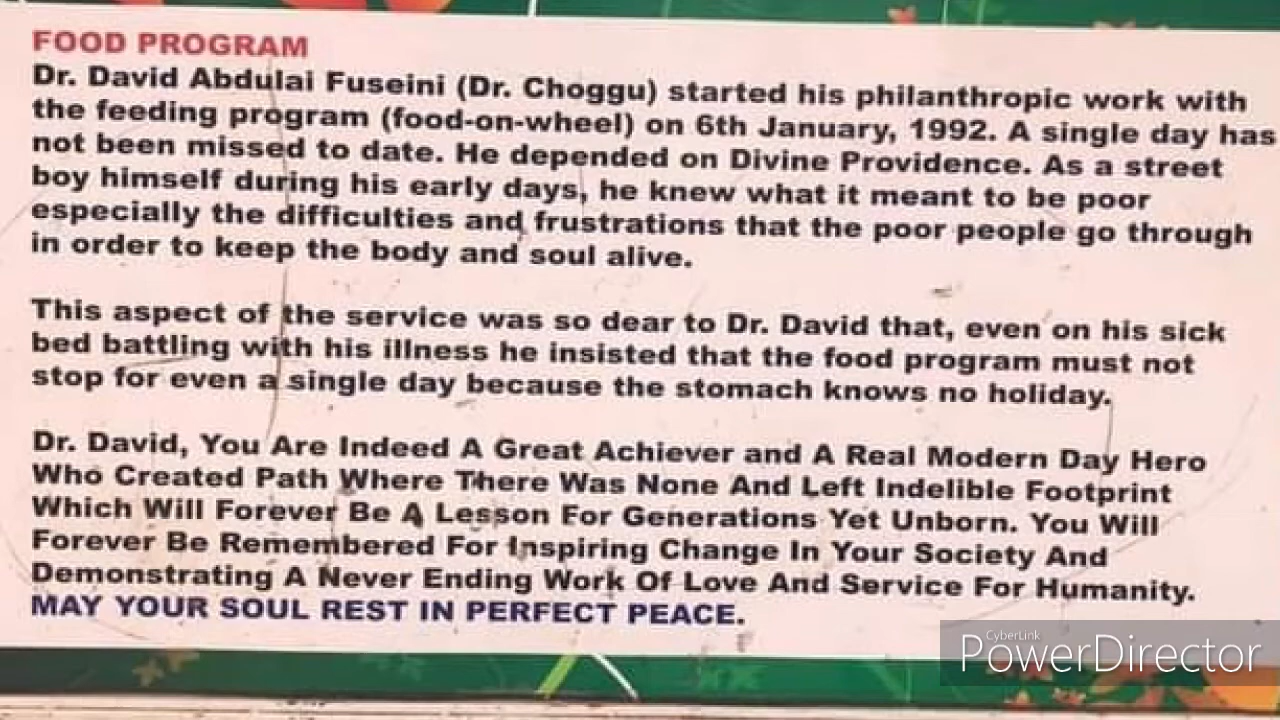 FOOD PROGRAM
Dr. David Abdulai Fuseini (Dr. Choggu) started his philanthropic work with
the feeding program (food-on-wheel) on 6th January, 1992. A single day has
not been missed to date. He depended on Divine Providence. As a street
boy himself during his early days, he knew what it meant to be poor
especially the difficulties and frustrations that the poor people go through
in order to keep the body and soul alive.
This aspect of the service was so dear to Dr. David that, even on his sick
bed battling with his illness he insisted that the food program must not
stop for even a single day because the stomach knows no holiday.
Dr. David, You Are Indeed A Great Achiever and A Real Modern Day Hero
Who Created Path Where There Was None And Left Indelible Footprint
Which Will Forever Be A Lesson For Generations Yet Unborn. You Will
Forever Be Remembered For Inspiring Change In Your Society And
Demonstrating A Never Ending Work Of Love And Service For Humanity.
MAY YOUR SOUL REST IN PERFECT PEACE.
CyberLink
PowerDirector